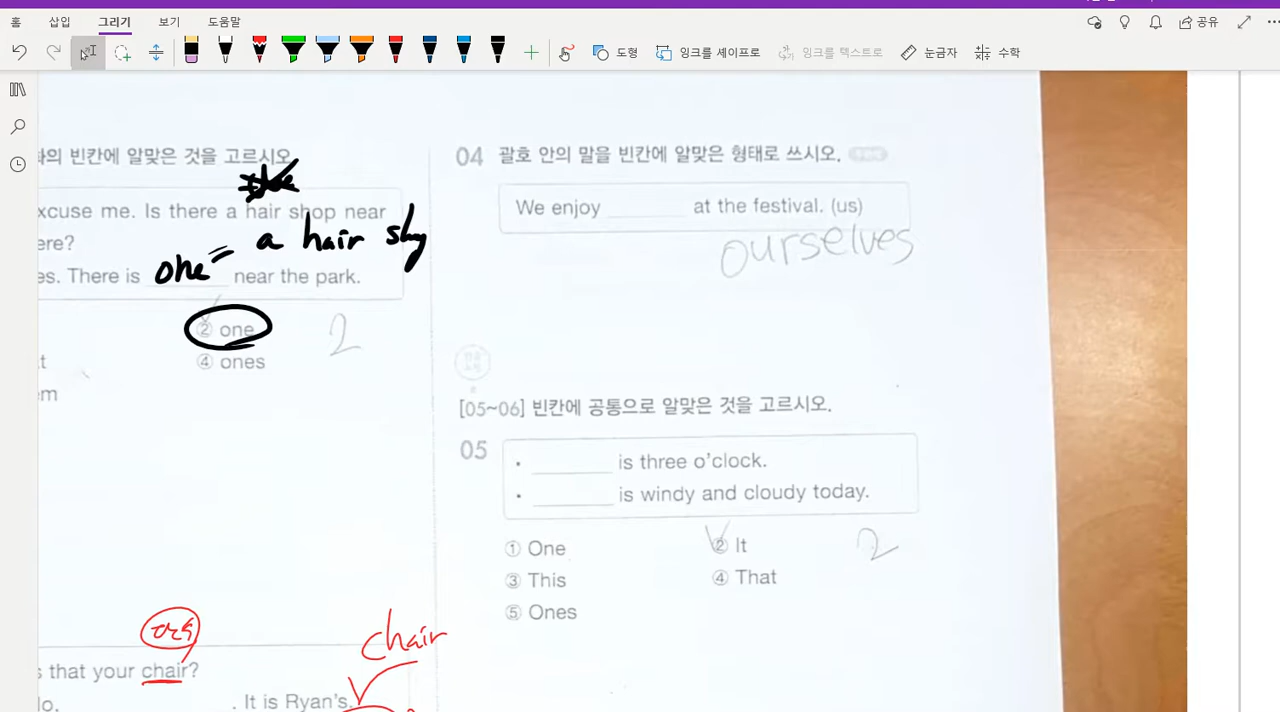 홈 삽입 그리기 보기 도움말 공유
도형 잉크를 셰이프로 잉크를 텍스트로 눈금자 수학
의 빈칸에 알맞은 것을 고르시오.
xcuse me. Is there a hair shop near
ere?
a hair
es. There is one near the park.
② one
2
④ ones
t
m
s that your chair?
chair
lo. . It is Ryan's.
04 괄호 안의 말을 빈칸에 알맞은 형태로 쓰시오.
We enjoy at the festival. (us)
ourselves
[05~06] 빈칸에 공통으로 알맞은 것을 고르시오.
05
• is three o'clock.
• is windy and cloudy today.
① One ② It
2
③ This ④ That
⑤ Ones